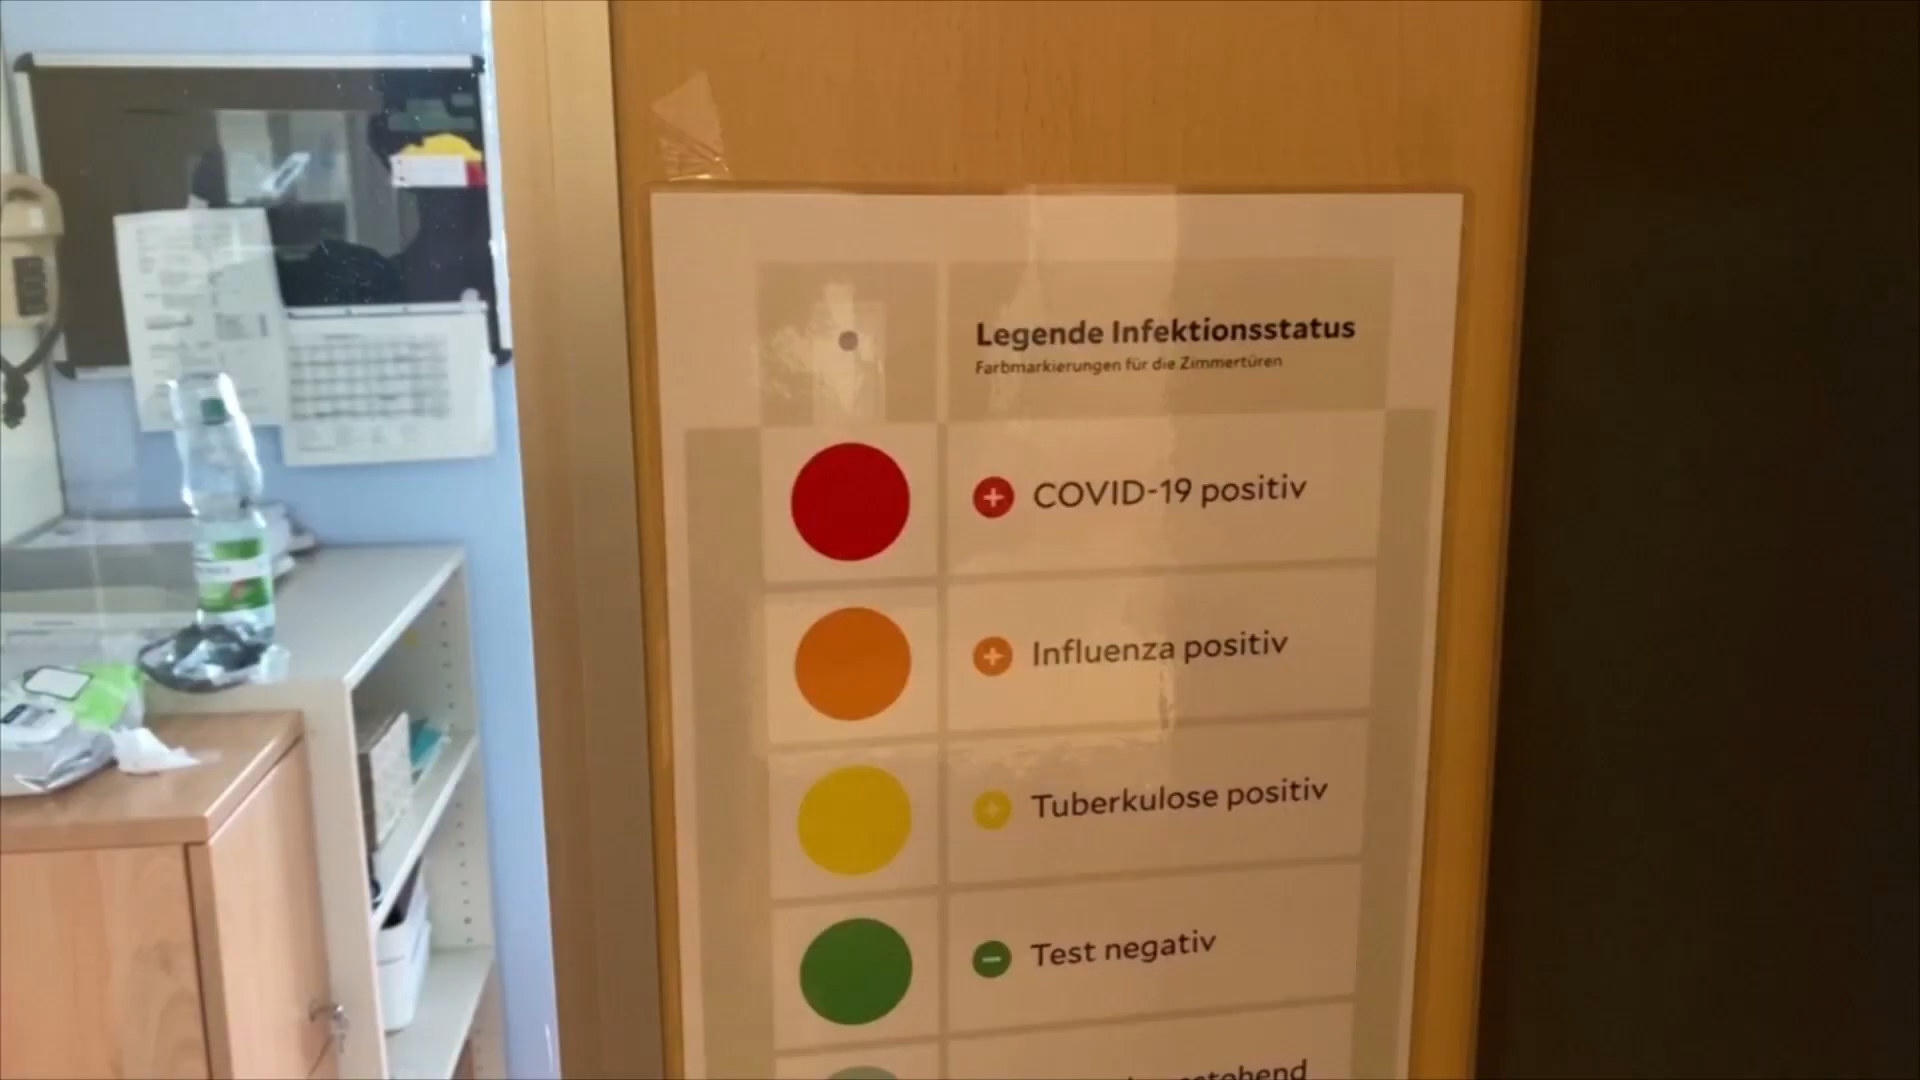 Legende Infektionsstatus
Farbmarkierungen für die Zimmertüren
COVID-19 positiv
Influenza positiv
Tuberkulose positiv
Test negativ